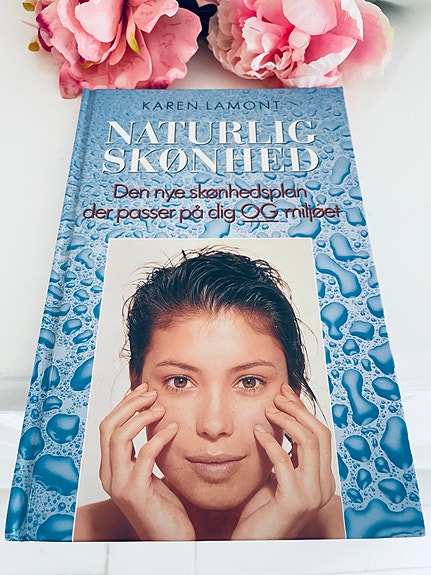 KAREN LAMONT
NATURLIG
SKØNHED
Den nye skønhedsplan
der passer på dig OG miljøet